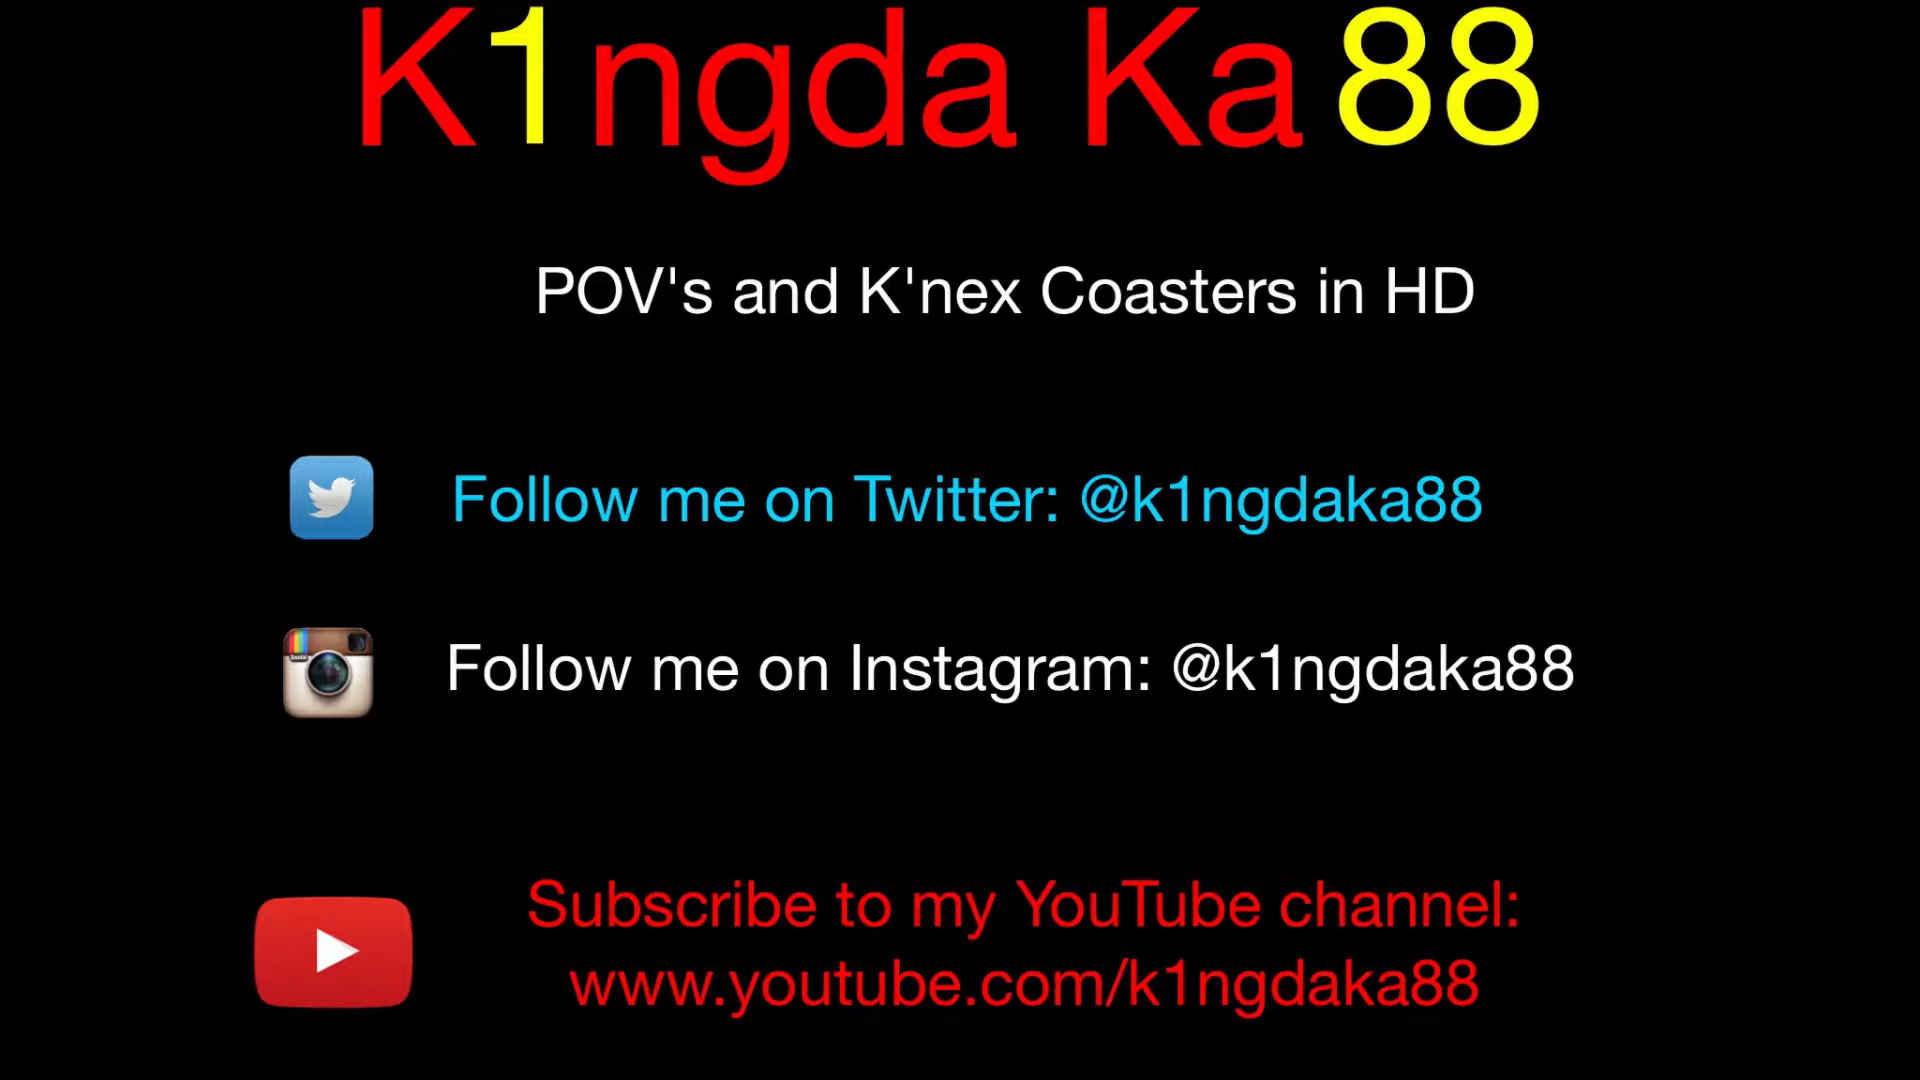 K1ngda Ka 88
POV's and K'nex Coasters in HD
Follow me on Twitter: @k1ngdaka88
Follow me on Instagram: @k1ngdaka88
Subscribe to my YouTube channel:
www.youtube.com/k1ngdaka88